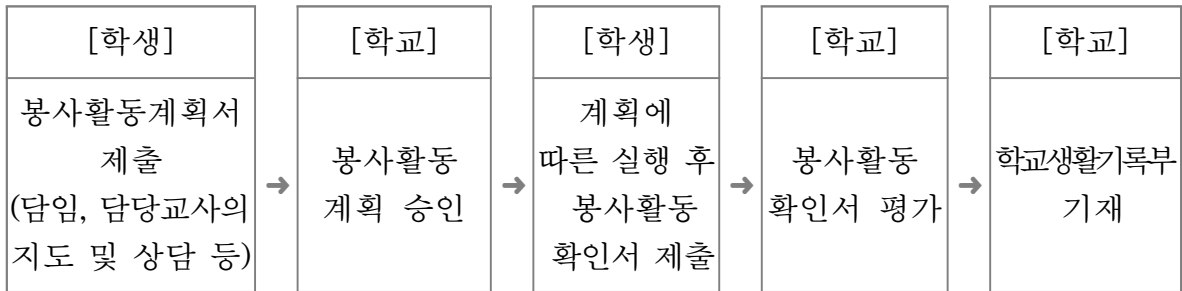 [학생]
봉사활동계획서
제출
(담임, 담당교사의
지도 및 상담 등)
➜
[학교]
봉사활동
계획 승인
➜
[학생]
계획에
따른 실행 후
봉사활동
확인서 제출
➜
[학교]
봉사활동
확인서 평가
➜
[학교]
학교생활기록부
기재